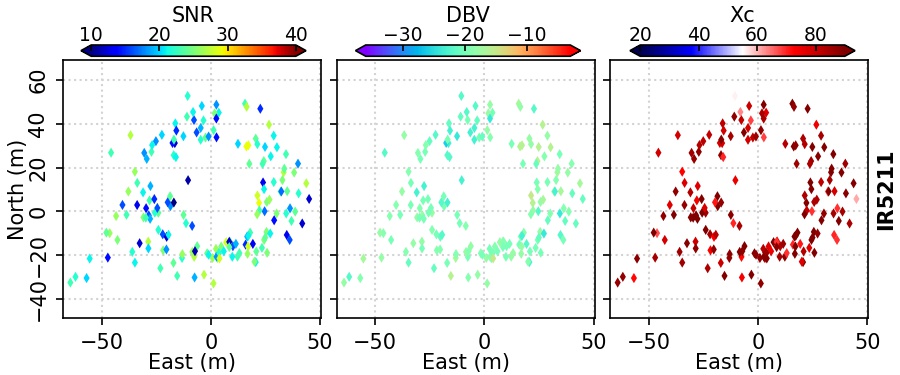 SNR DBV Xc
10 20 30 40 −30 −20 −10 20 40 60 80
60
40
20
0
−20
−40
North (m)
−50 0 50 −50 0 50 −50 0 50
East (m) East (m) East (m)
IR5211